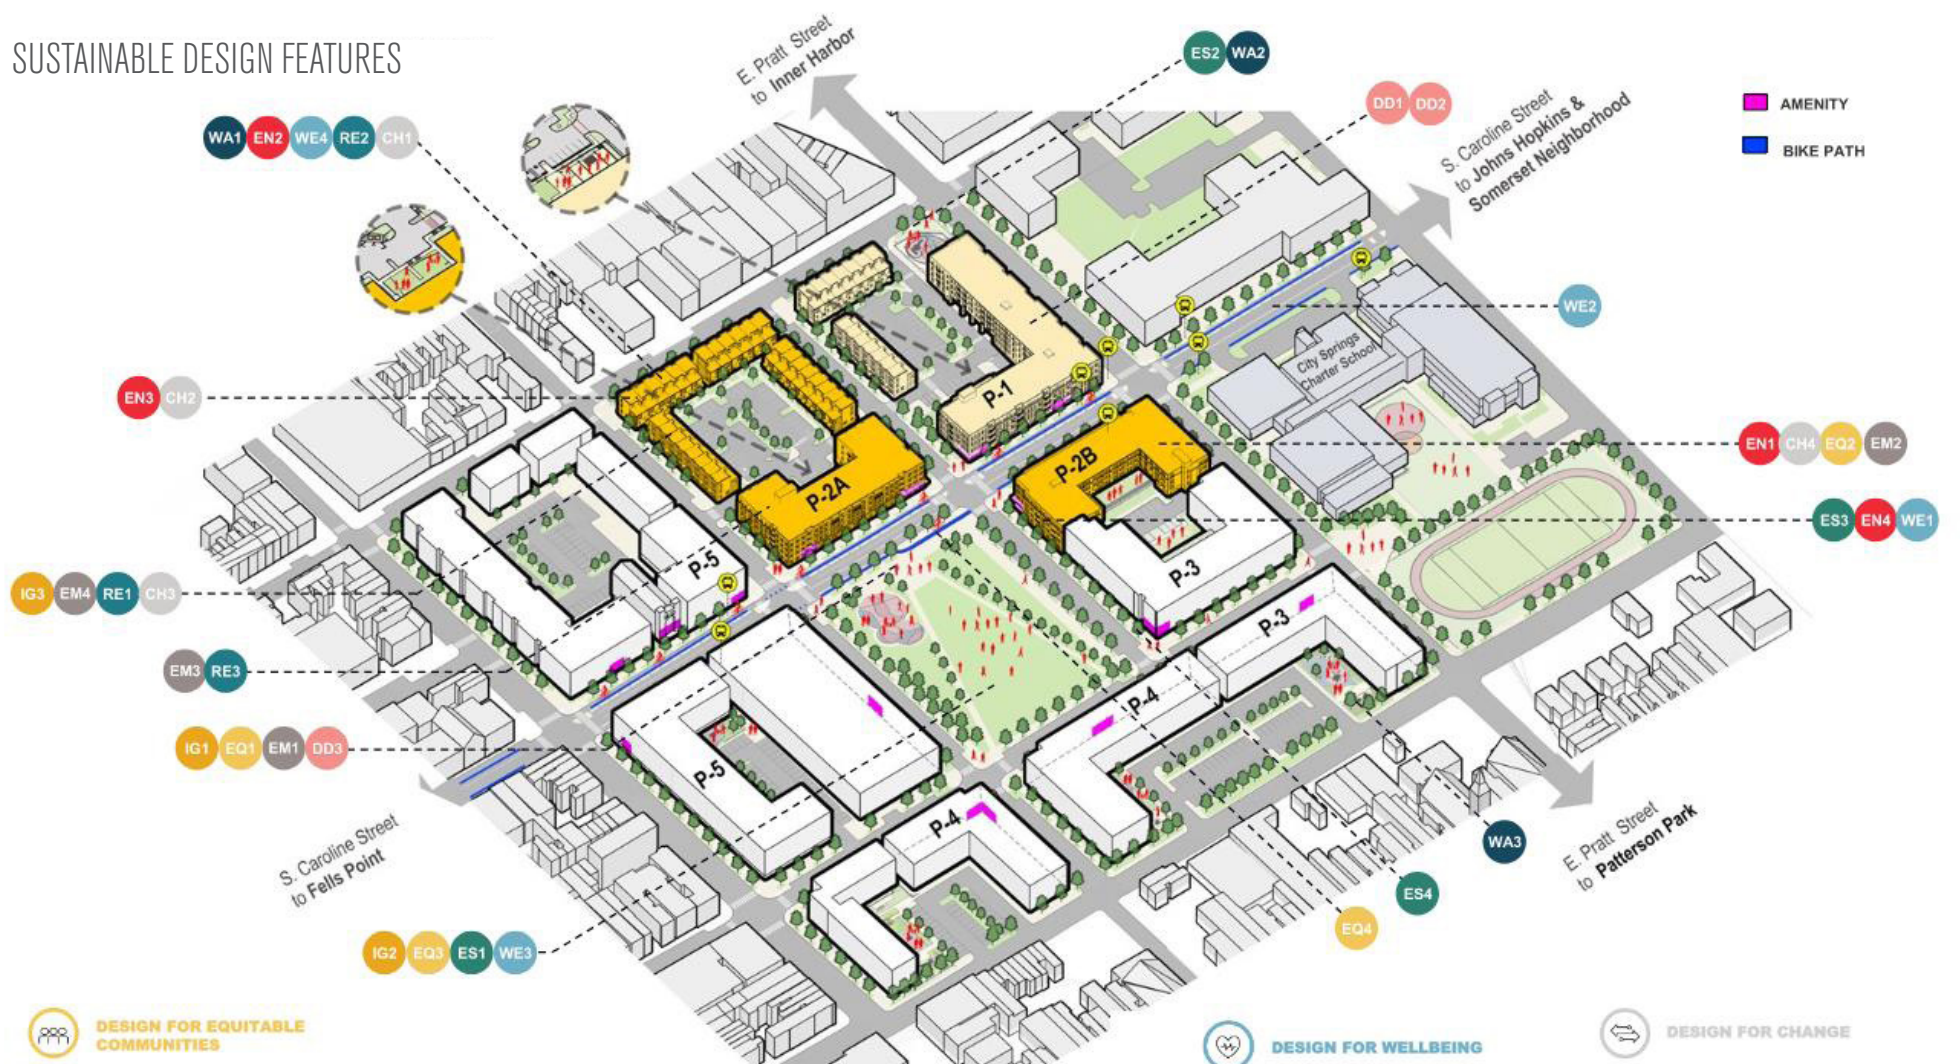 SUSTAINABLE DESIGN FEATURES
E. Pratt Street
to Inner Harbor
ES2 WA2
DD1 DD2
AMENITY
BIKE PATH
S. Caroline Street
to Johns Hopkins &
Somerset Neighborhood
WA1 EN2 WE4 RE2 CH1
WE2
City Springs
Charter School
EN3 CH2
P-1
EN1 CH4 EQ2 EM2
P-2B
P-2A
ES3 EN4 WE1
P-5
P-3
IG3 EM4 RE1 CH3
P-3
EM3 RE3
P-4
IG1 EQ1 EM1 DD3
P-5
P-4
WA3
E. Pratt Street
to Patterson Park
S. Caroline Street
to Fells Point
ES4
EQ4
IG2 EQ3 ES1 WE3
DESIGN FOR EQUITABLE
COMMUNITIES
DESIGN FOR WELLBEING
DESIGN FOR CHANGE